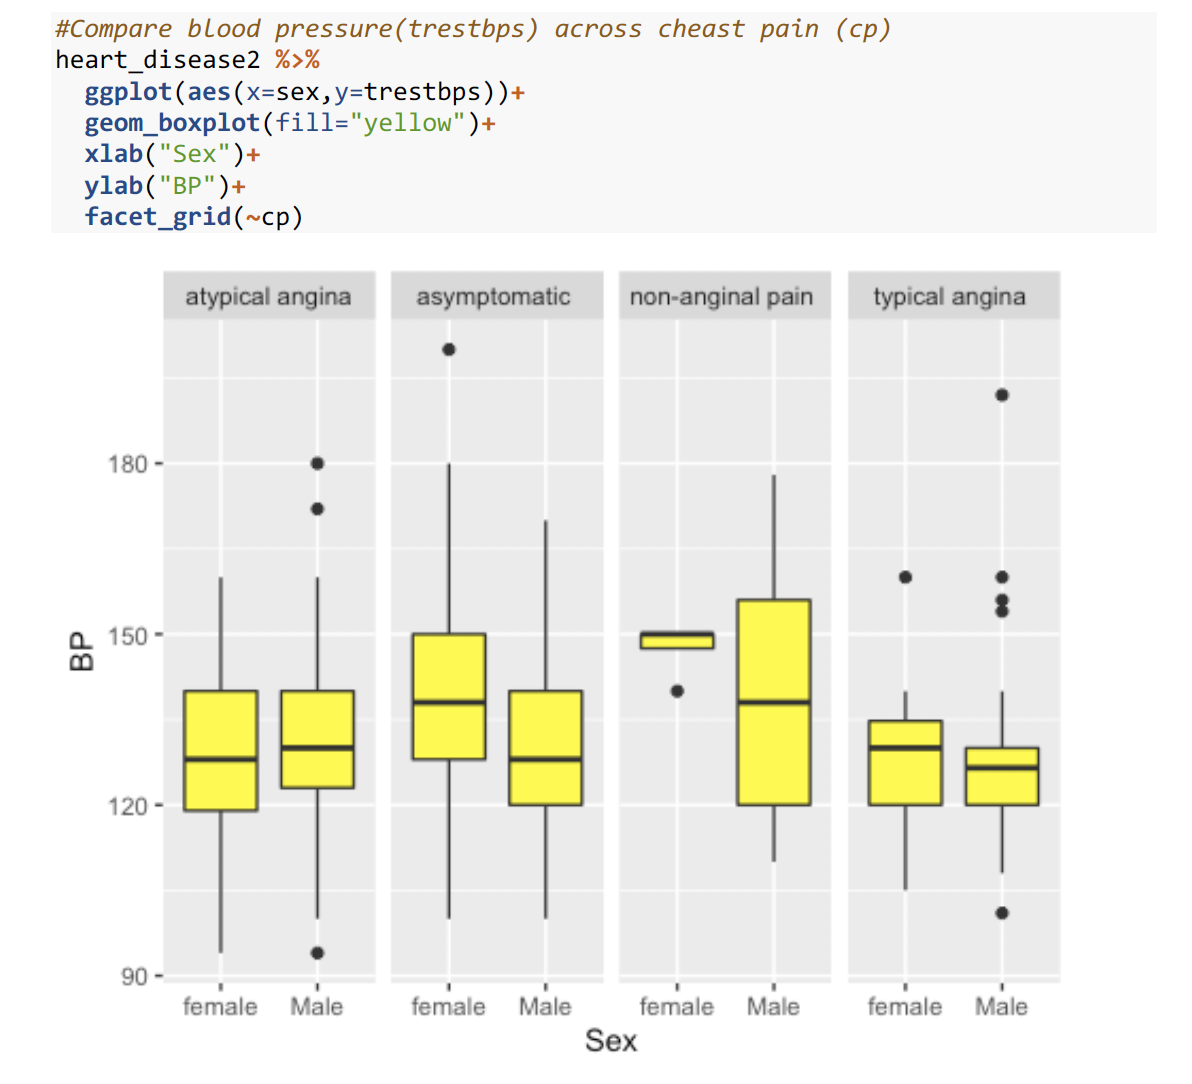 #Compare blood pressure(trestbps) across cheast pain (cp)
heart_disease2 %>%
  ggplot(aes(x=sex,y=trestbps))+
  geom_boxplot(fill="yellow")+
  xlab("Sex")+
  ylab("BP")+
  facet_grid(~cp)
atypical angina asymptomatic non-anginal pain typical angina
180
150
120
90
BP
female Male female Male female Male female Male
Sex